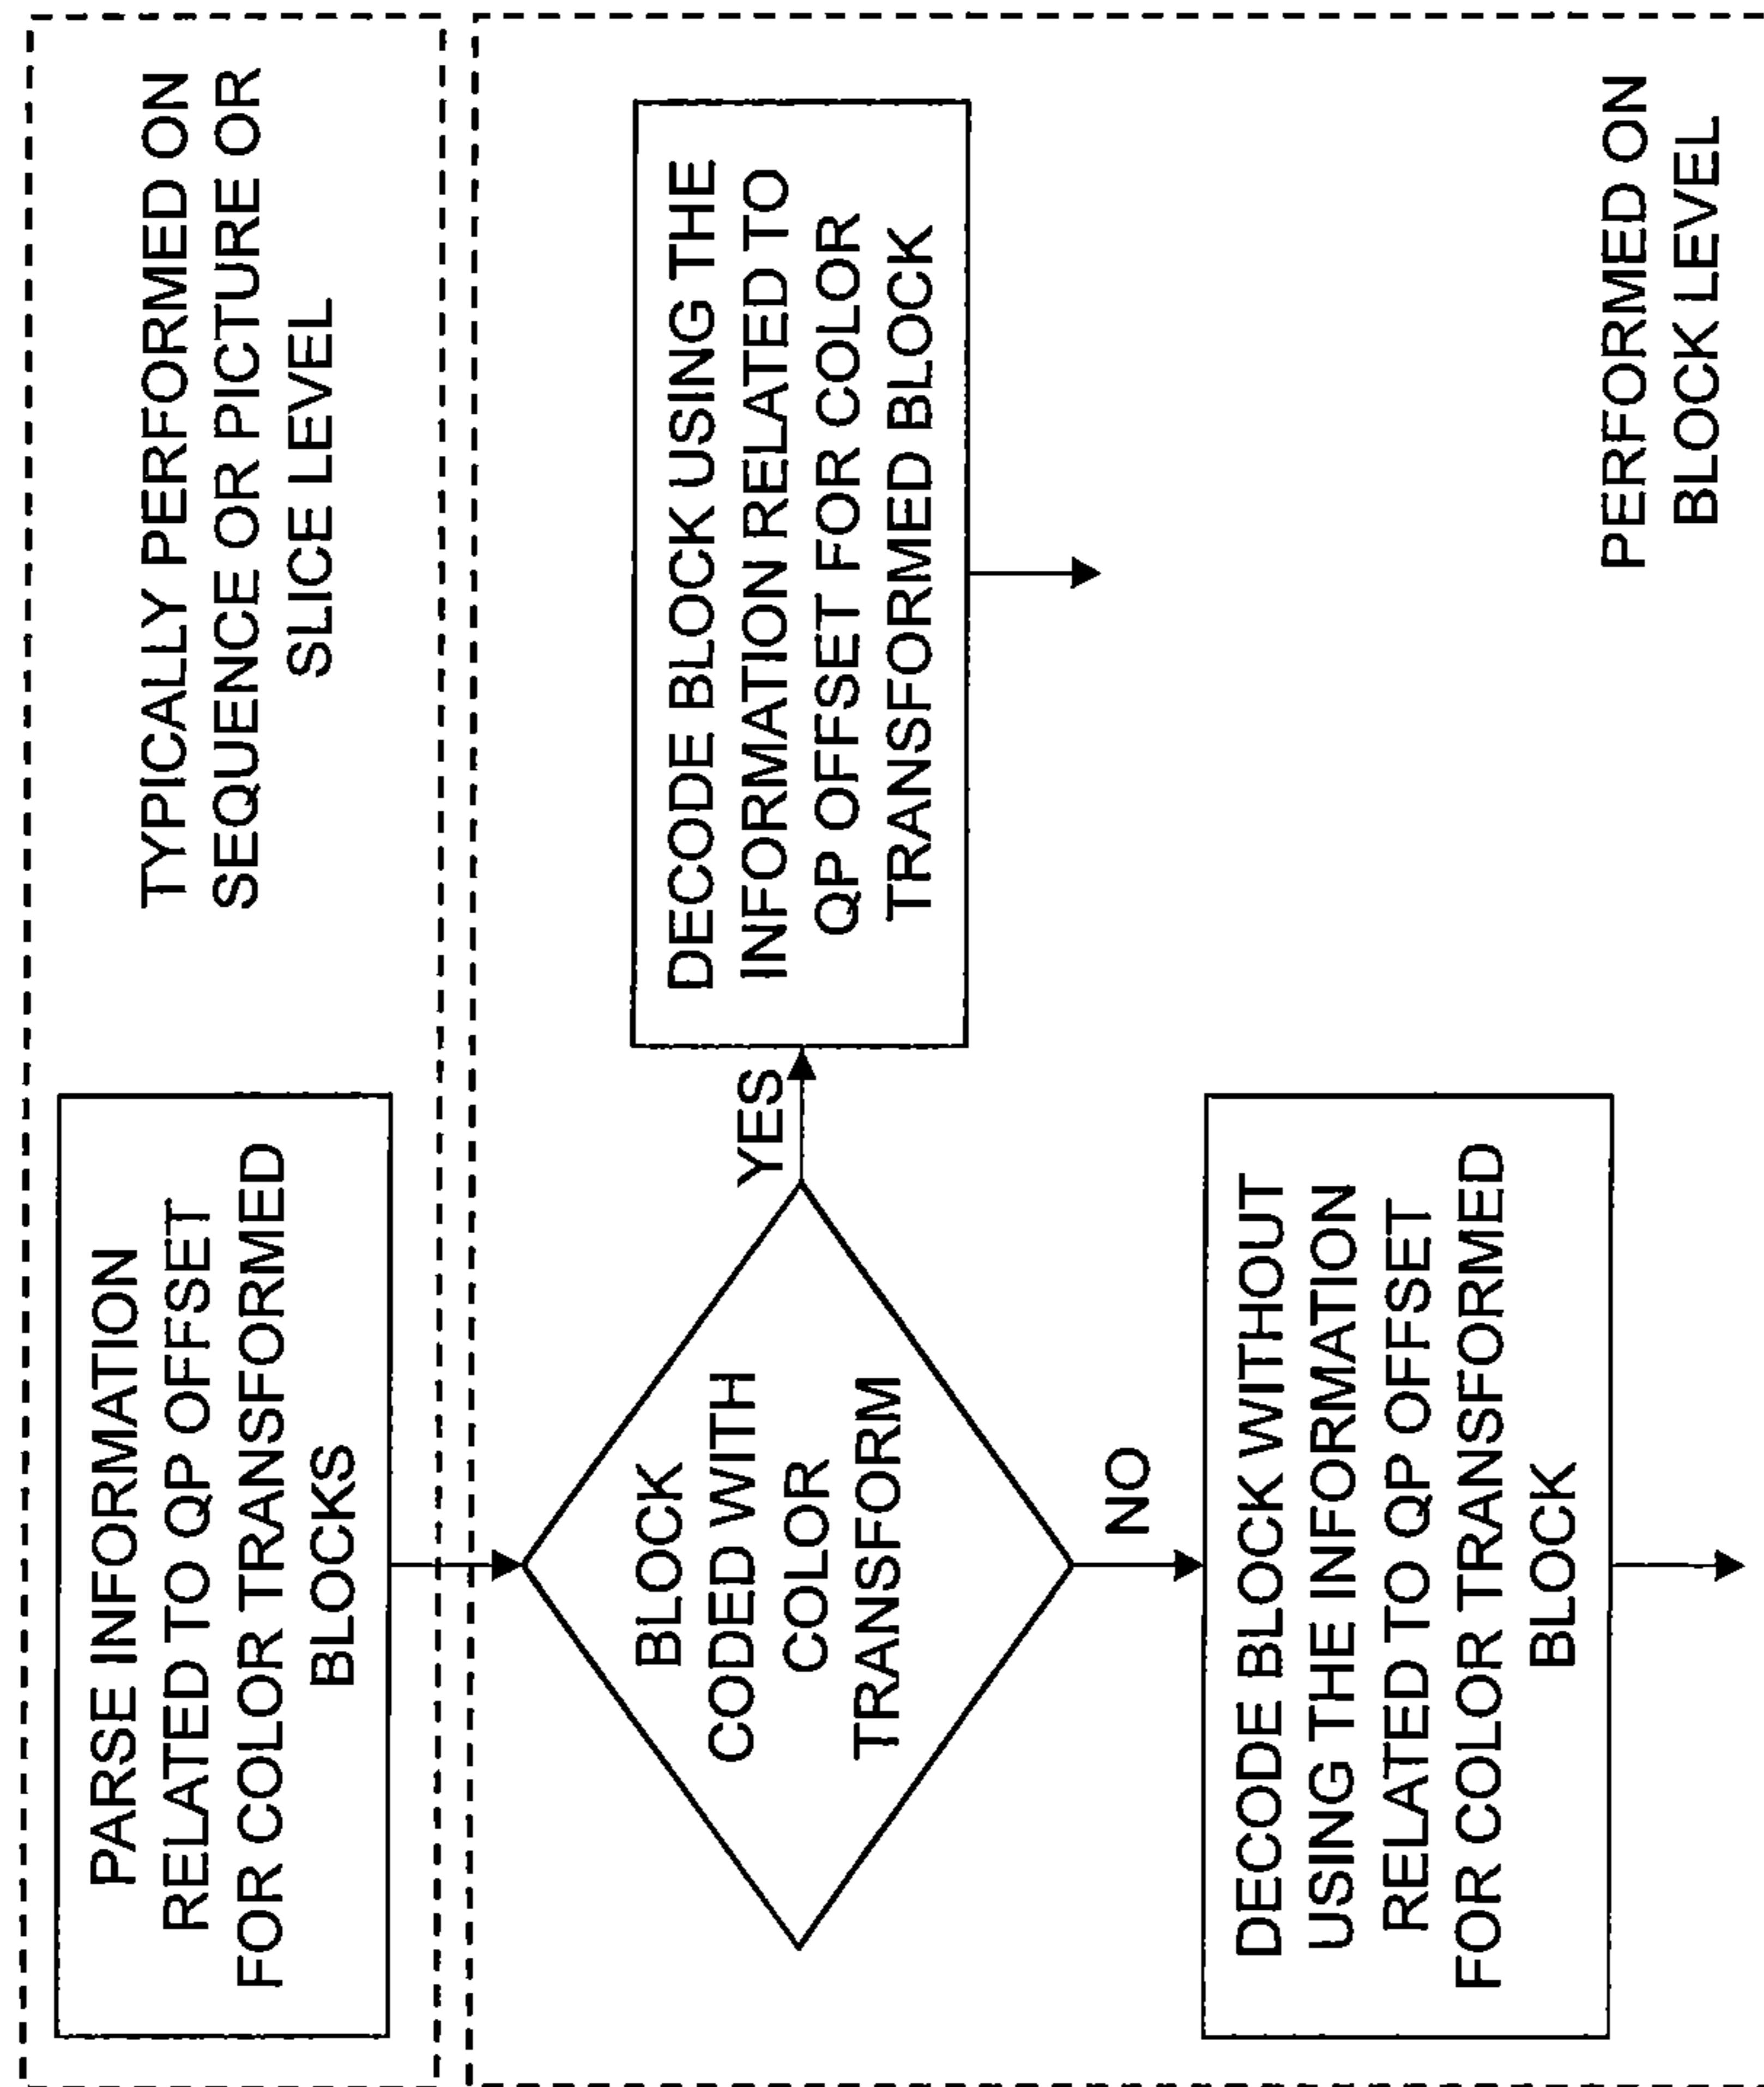 PARSE INFORMATION
RELATED TO QP OFFSET
FOR COLOR TRANSFORMED
BLOCKS
TYPICALLY PERFORMED ON
SEQUENCE OR PICTURE OR
SLICE LEVEL
BLOCK
CODED WITH
COLOR
TRANSFORM
YES
DECODE BLOCK USING THE
INFORMATION RELATED TO
QP OFFSET FOR COLOR
TRANSFORMED BLOCK
NO
DECODE BLOCK WITHOUT
USING THE INFORMATION
RELATED TO QP OFFSET
FOR COLOR TRANSFORMED
BLOCK
PERFORMED ON
BLOCK LEVEL